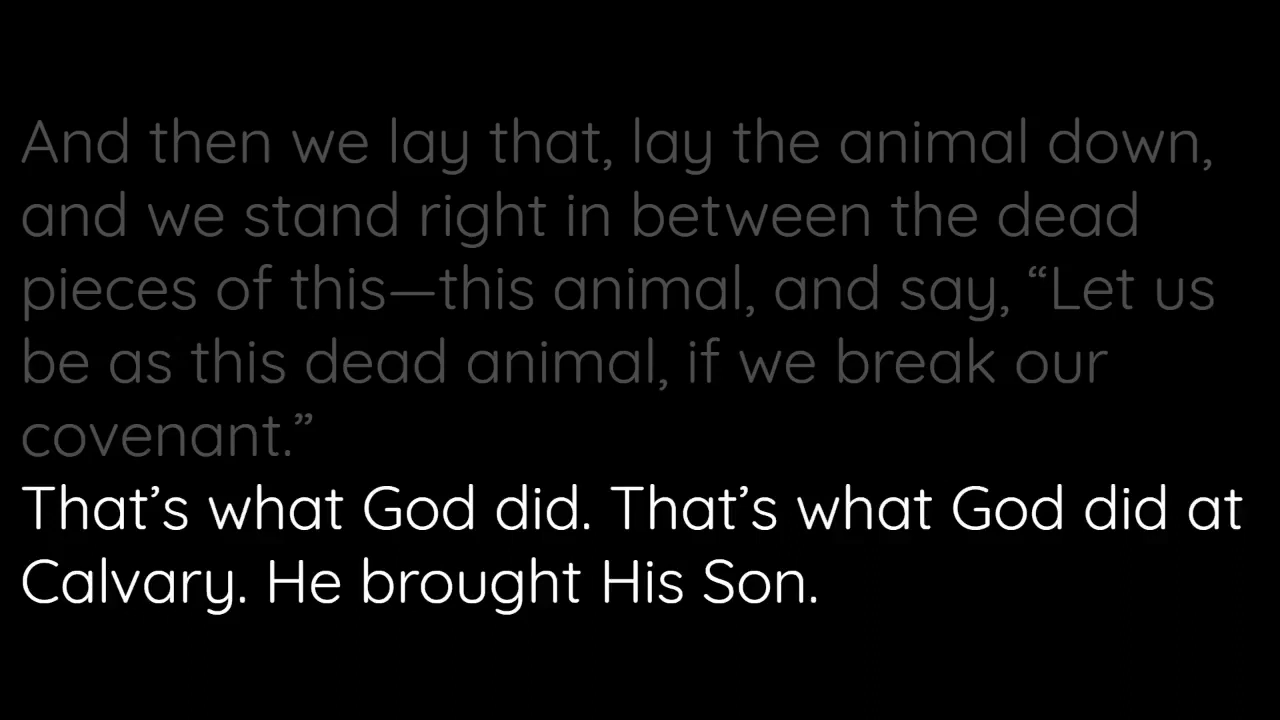 And then we lay that, lay the animal down,
and we stand right in between the dead
pieces of this—this animal, and say, “Let us
be as this dead animal, if we break our
covenant.”
That’s what God did. That’s what God did at
Calvary. He brought His Son.